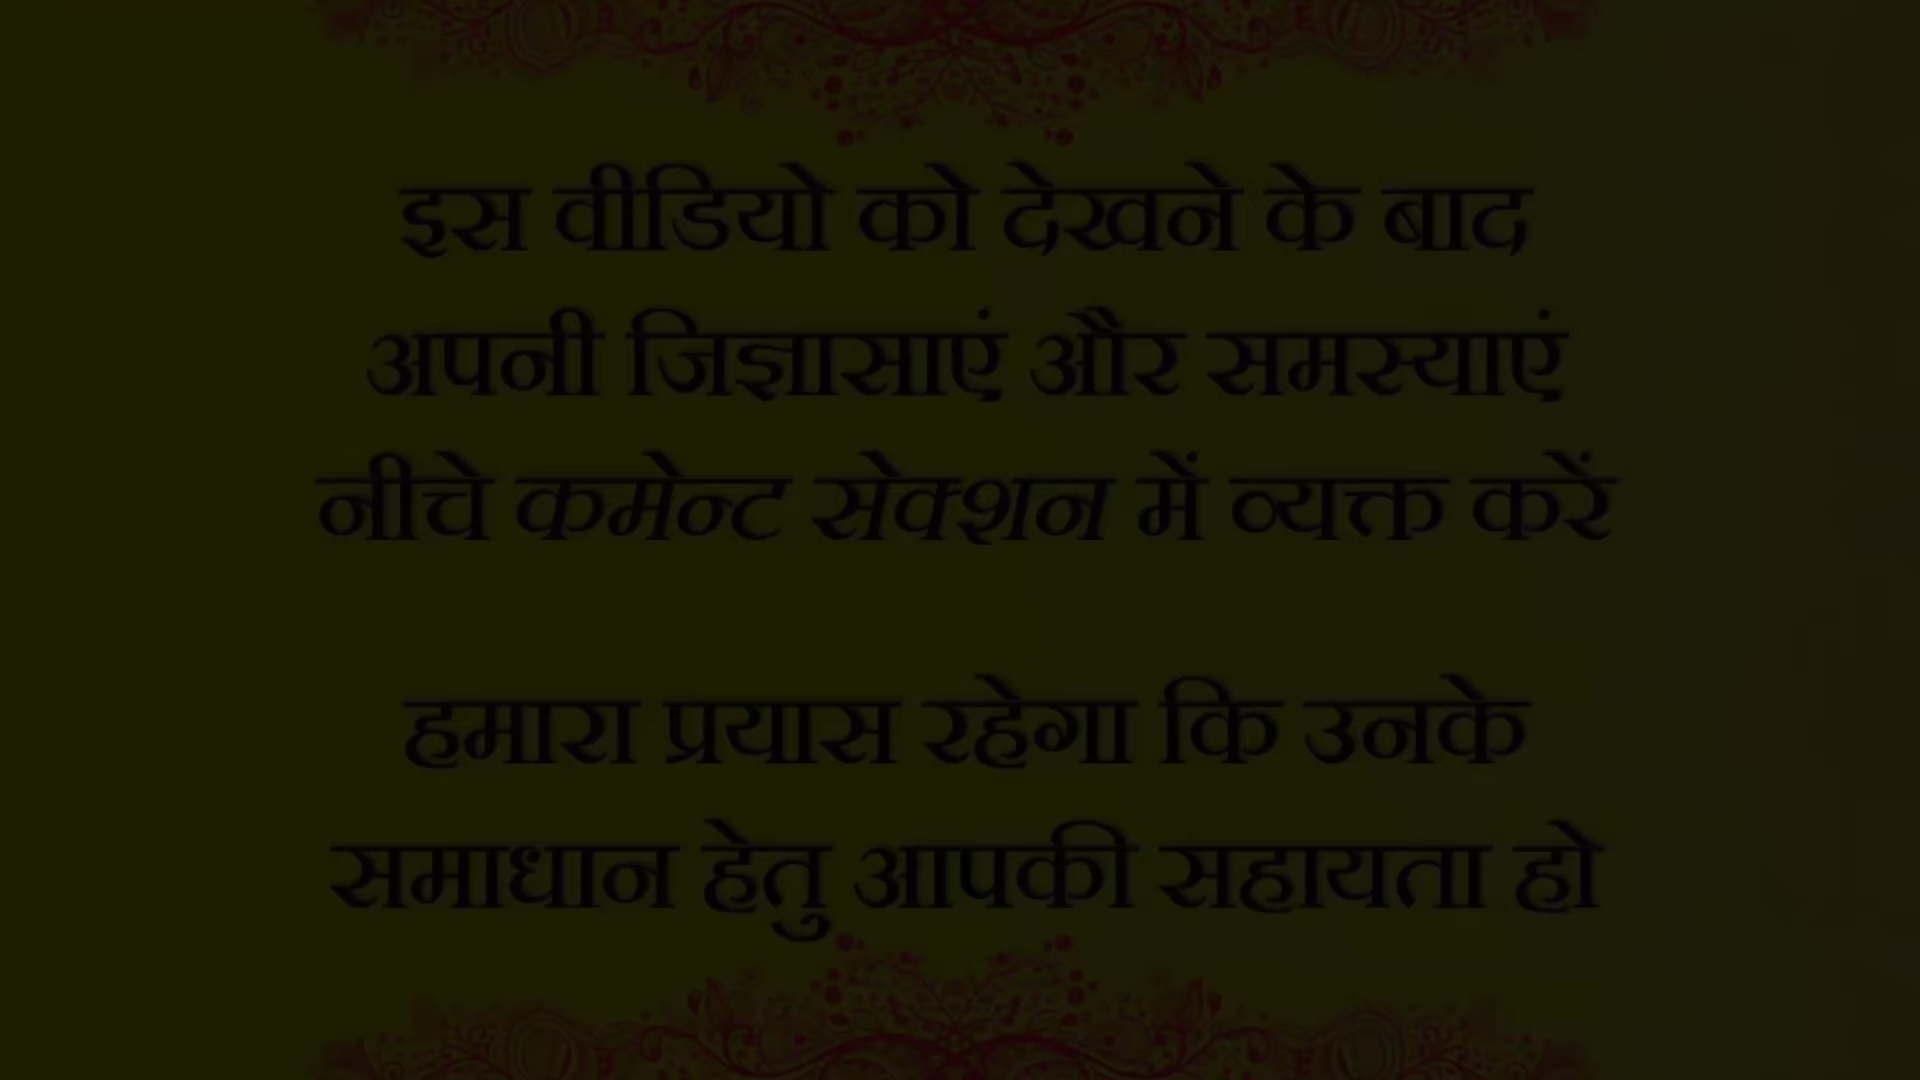 इस वीडियो को देखने के बाद
अपनी जिज्ञासाएं और समस्याएं
नीचे कमेन्ट सेक्शन में व्यक्त करें
हमारा प्रयास रहेगा कि उनके
समाधान हेतु आपकी सहायता हो